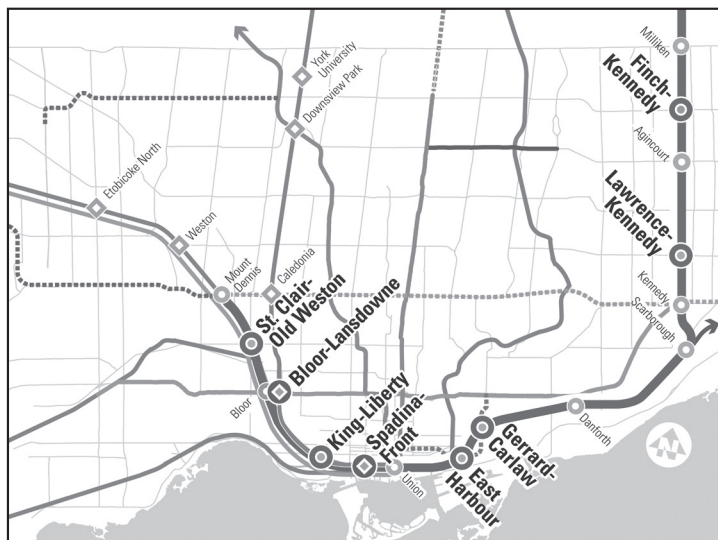 Milliken
Finch-
Kennedy
York
University
Downsview Park
Agincourt
Etobicoke North
Lawrence-
Kennedy
Weston
Mount
Dennis
Caledonia
Kennedy
Scarborough
St. Clair-
Old Weston
Bloor-Lansdowne
Bloor
King-Liberty
Spadina-
Front
Union
East
Harbour
Gerrard-
Carlaw
Danforth
N